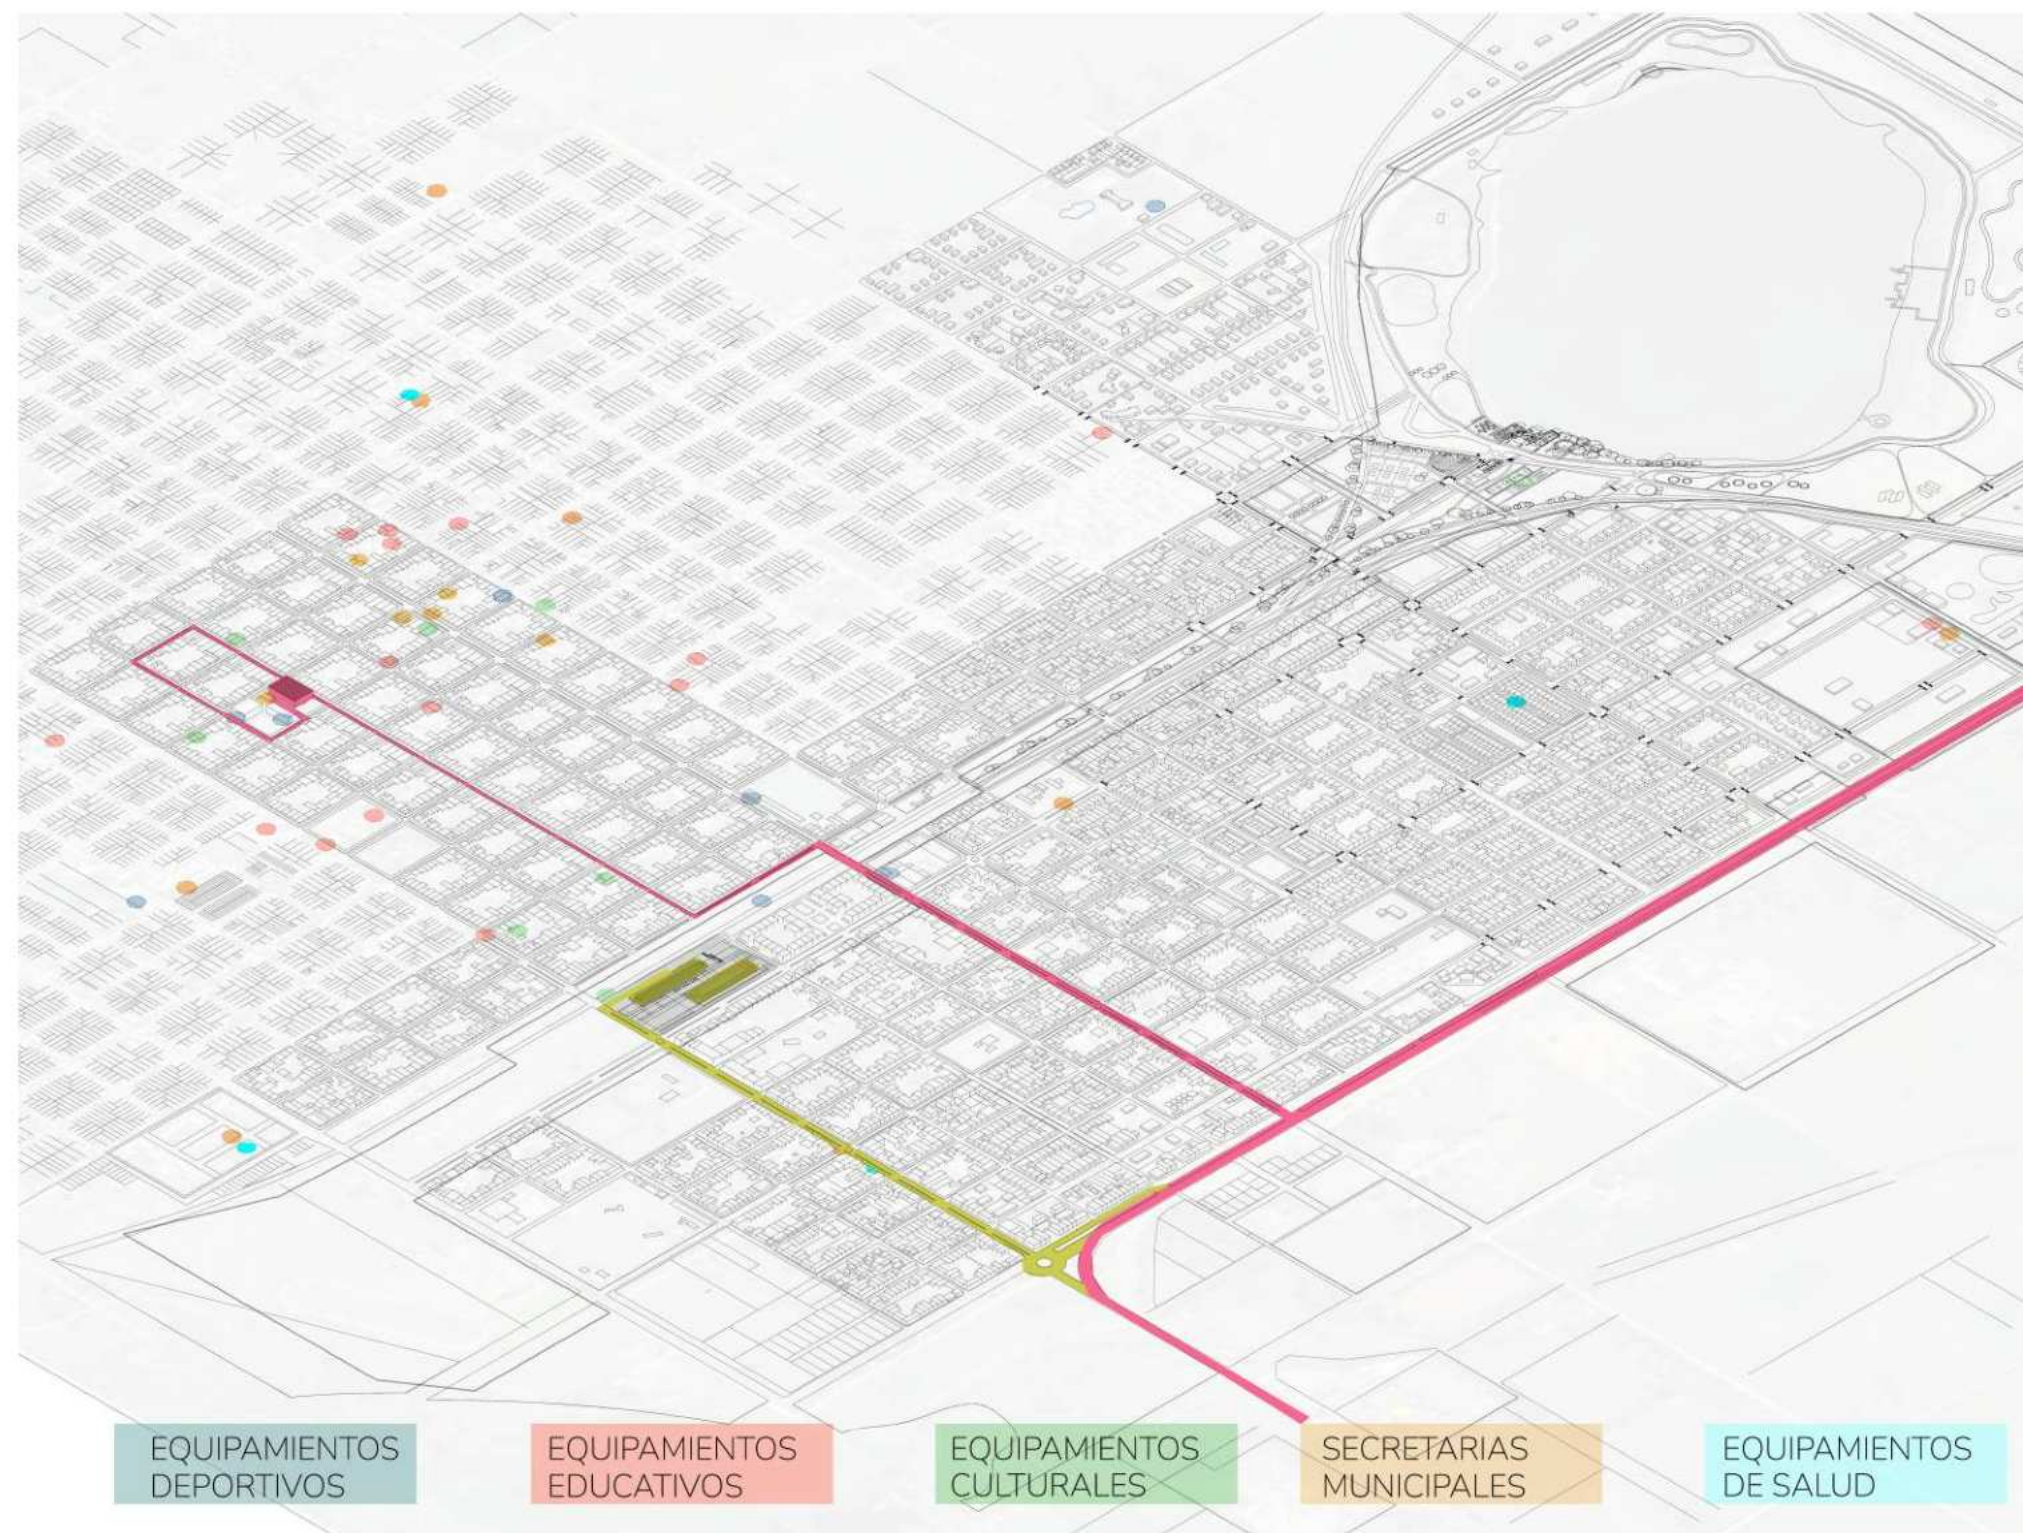 EQUIPAMIENTOS
DEPORTIVOS
EQUIPAMIENTOS
EDUCATIVOS
EQUIPAMIENTOS
CULTURALES
SECRETARIAS
MUNICIPALES
EQUIPAMIENTOS
DE SALUD